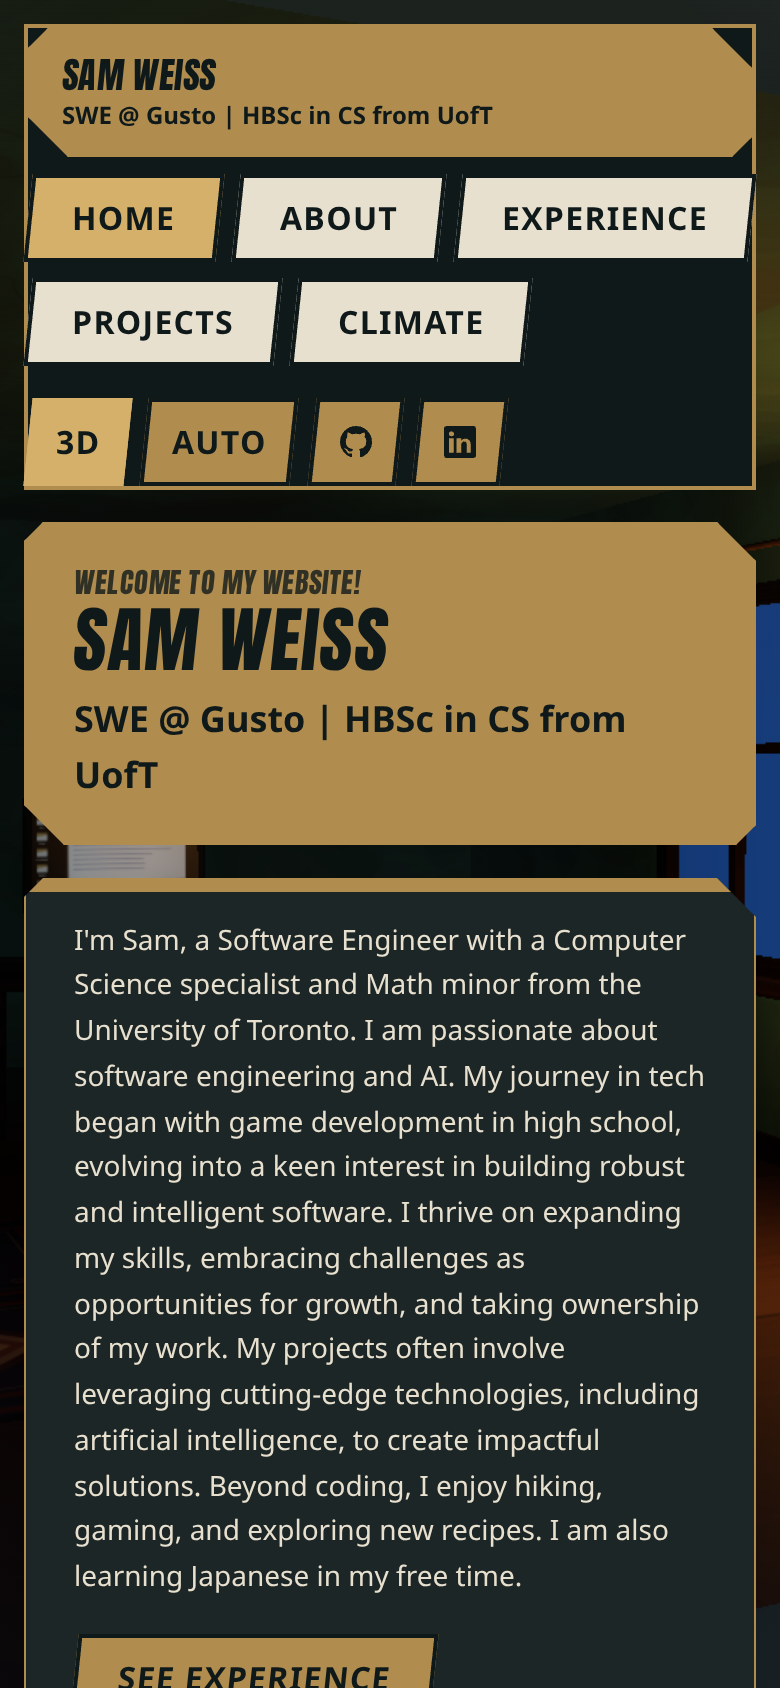 SAM WEISS
SWE @ Gusto | HBSc in CS from UofT
HOME ABOUT EXPERIENCE
PROJECTS CLIMATE
3D AUTO
WELCOME TO MY WEBSITE!
SAM WEISS
SWE @ Gusto | HBSc in CS from
UofT
I'm Sam, a Software Engineer with a Computer
Science specialist and Math minor from the
University of Toronto. I am passionate about
software engineering and AI. My journey in tech
began with game development in high school,
evolving into a keen interest in building robust
and intelligent software. I thrive on expanding
my skills, embracing challenges as
opportunities for growth, and taking ownership
of my work. My projects often involve
leveraging cutting-edge technologies, including
artificial intelligence, to create impactful
solutions. Beyond coding, I enjoy hiking,
gaming, and exploring new recipes. I am also
learning Japanese in my free time.
SEE EXPERIENCE